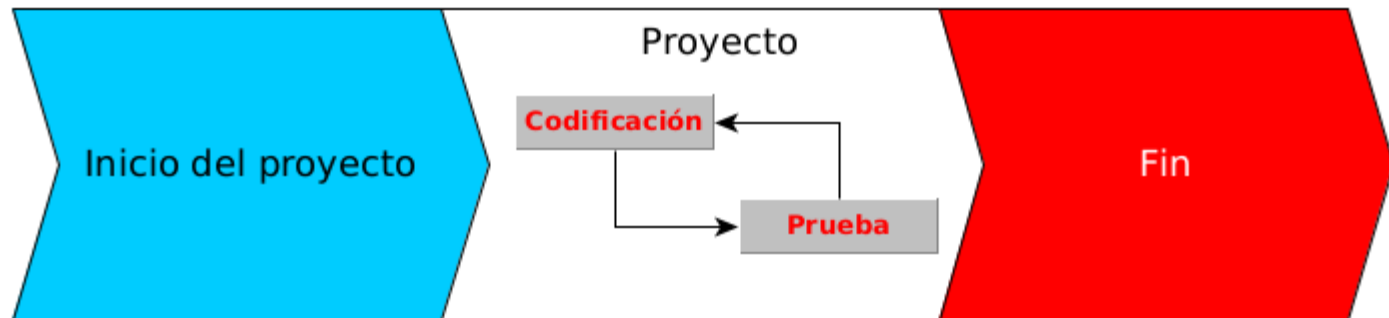 Proyecto
Inicio del proyecto
Codificación
Prueba
Fin